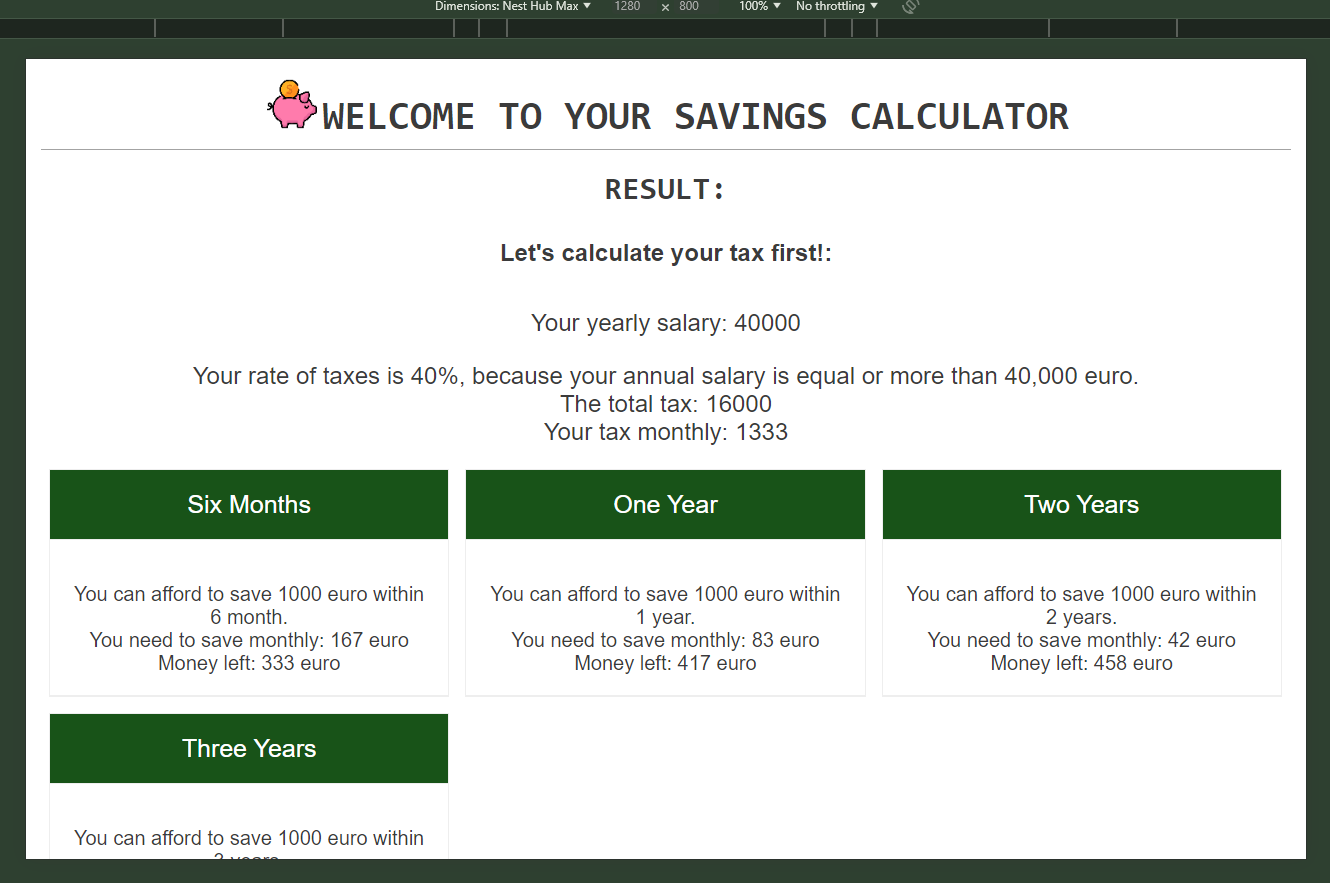 Dimensions: Nest Hub Max ▼ 1280 × 800 100% ▼ No throttling ▼
WELCOME TO YOUR SAVINGS CALCULATOR
RESULT:
Let's calculate your tax first!:
Your yearly salary: 40000
Your rate of taxes is 40%, because your annual salary is equal or more than 40,000 euro.
The total tax: 16000
Your tax monthly: 1333
Six Months
You can afford to save 1000 euro within
6 month.
You need to save monthly: 167 euro
Money left: 333 euro
One Year
You can afford to save 1000 euro within
1 year.
You need to save monthly: 83 euro
Money left: 417 euro
Two Years
You can afford to save 1000 euro within
2 years.
You need to save monthly: 42 euro
Money left: 458 euro
Three Years
You can afford to save 1000 euro within
3 years